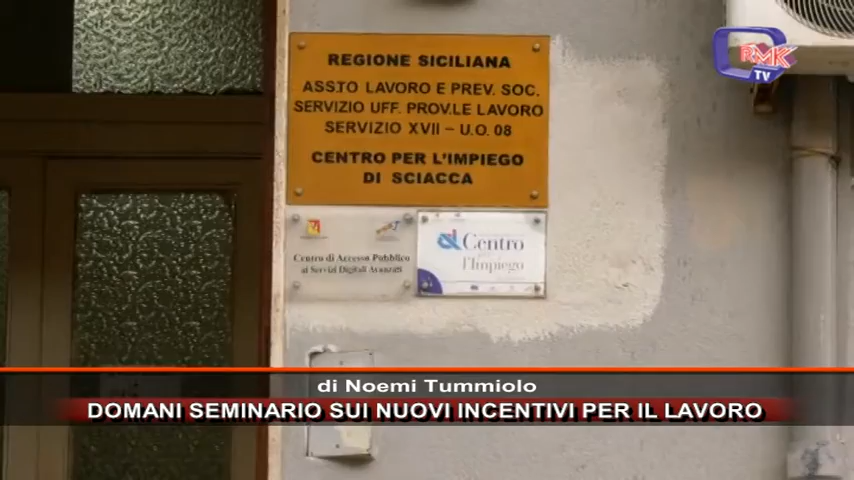 RMK
TV
REGIONE SICILIANA
ASSTO LAVORO E PREV. SOC.
SERVIZIO UFF. PROV.LE LAVORO
SERVIZIO XVII – U.O. 08
CENTRO PER L'IMPIEGO
DI SCIACCA
Centro di Accesso Pubblico
ai Servizi Digitali Avanzati
Centro
l'Impiego
di Noemi Tummiolo
DOMANI SEMINARIO SUI NUOVI INCENTIVI PER IL LAVORO